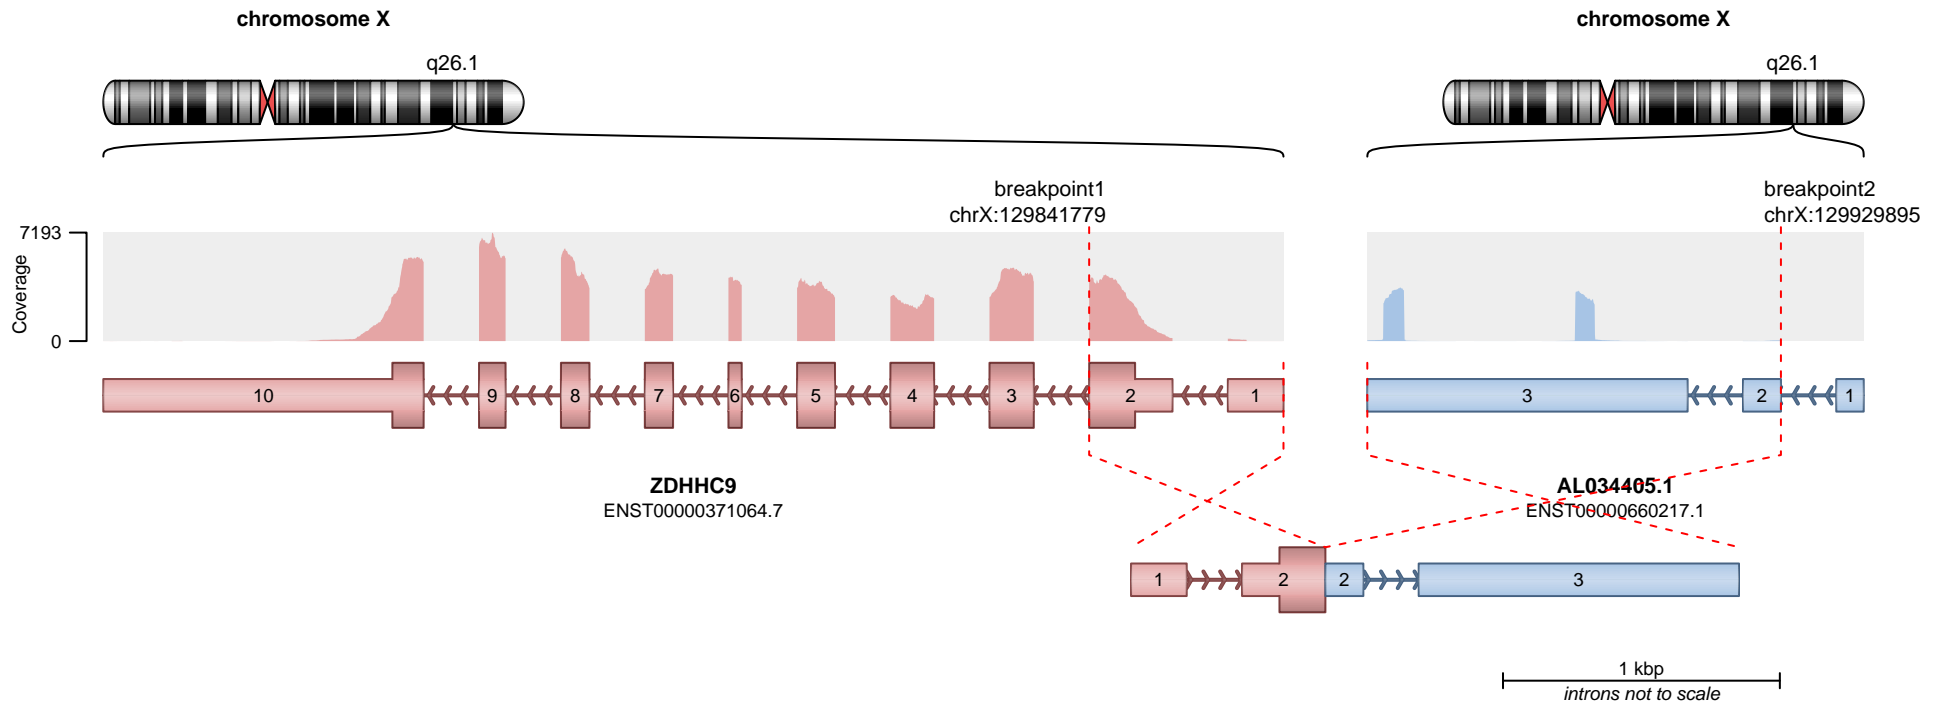 chromosome X
chromosome X
q26.1
q26.1
breakpoint1
chrX:129841779
breakpoint2
chrX:129929895
7193
Coverage
0
10 9 8 7 6 5 4 3 2 1
3 2 1
ZDHHC9
ENST00000371064.7
AL034405.1
ENST00000660217.1
1 2 2 3
1 kbp
introns not to scale